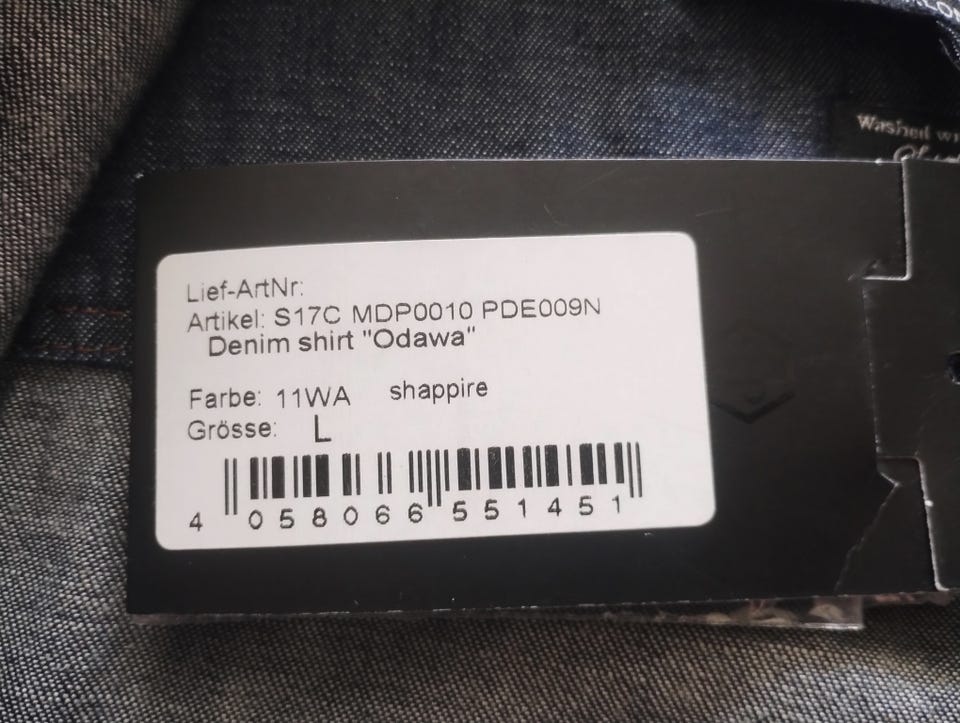 Washed
Lief-ArtNr:
Artikel: S17C MDP0010 PDE009N
Denim shirt "Odawa"
Farbe: 11WA shappire
Grösse: L
4 058066 551451